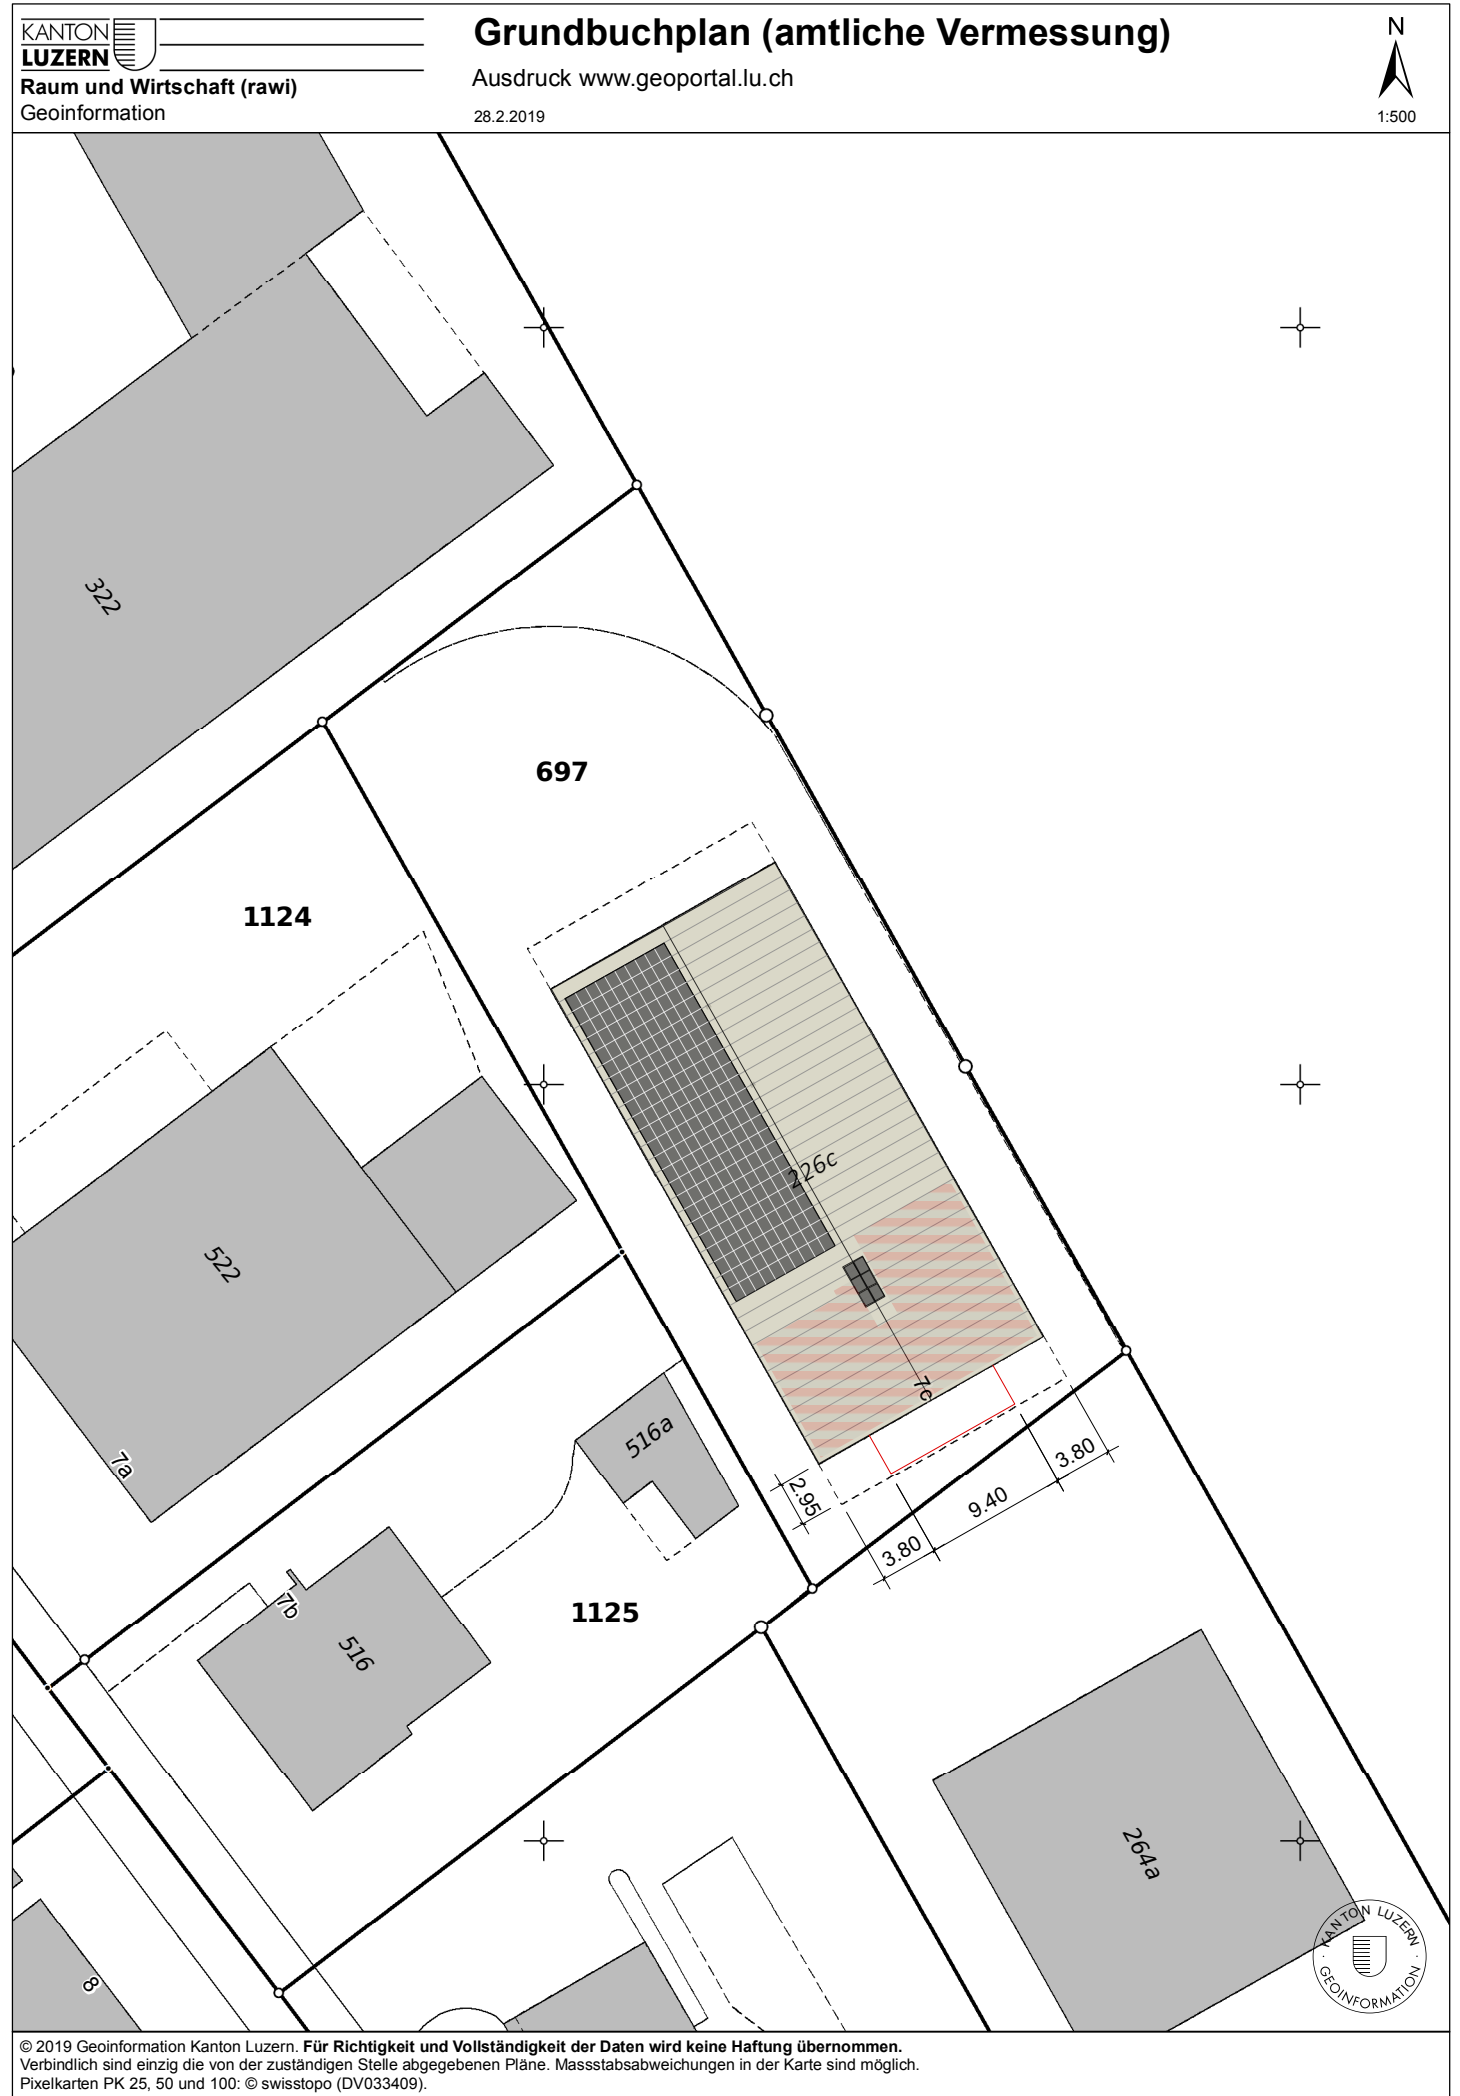 KANTON
LUZERN
Raum und Wirtschaft (rawi)
Geoinformation
Grundbuchplan (amtliche Vermessung)
Ausdruck www.geoportal.lu.ch
28.2.2019
N
1:500
322
697
1124
226c
522
7c
516a
7a
3.80
2.95
9.40
3.80
7b
1125
516
264a
8
KANTON LUZERN
GEOINFORMATION
© 2019 Geoinformation Kanton Luzern. Für Richtigkeit und Vollständigkeit der Daten wird keine Haftung übernommen.
Verbindlich sind einzig die von der zuständigen Stelle abgegebenen Pläne. Massstabsabweichungen in der Karte sind möglich.
Pixelkarten PK 25, 50 und 100: © swisstopo (DV033409).